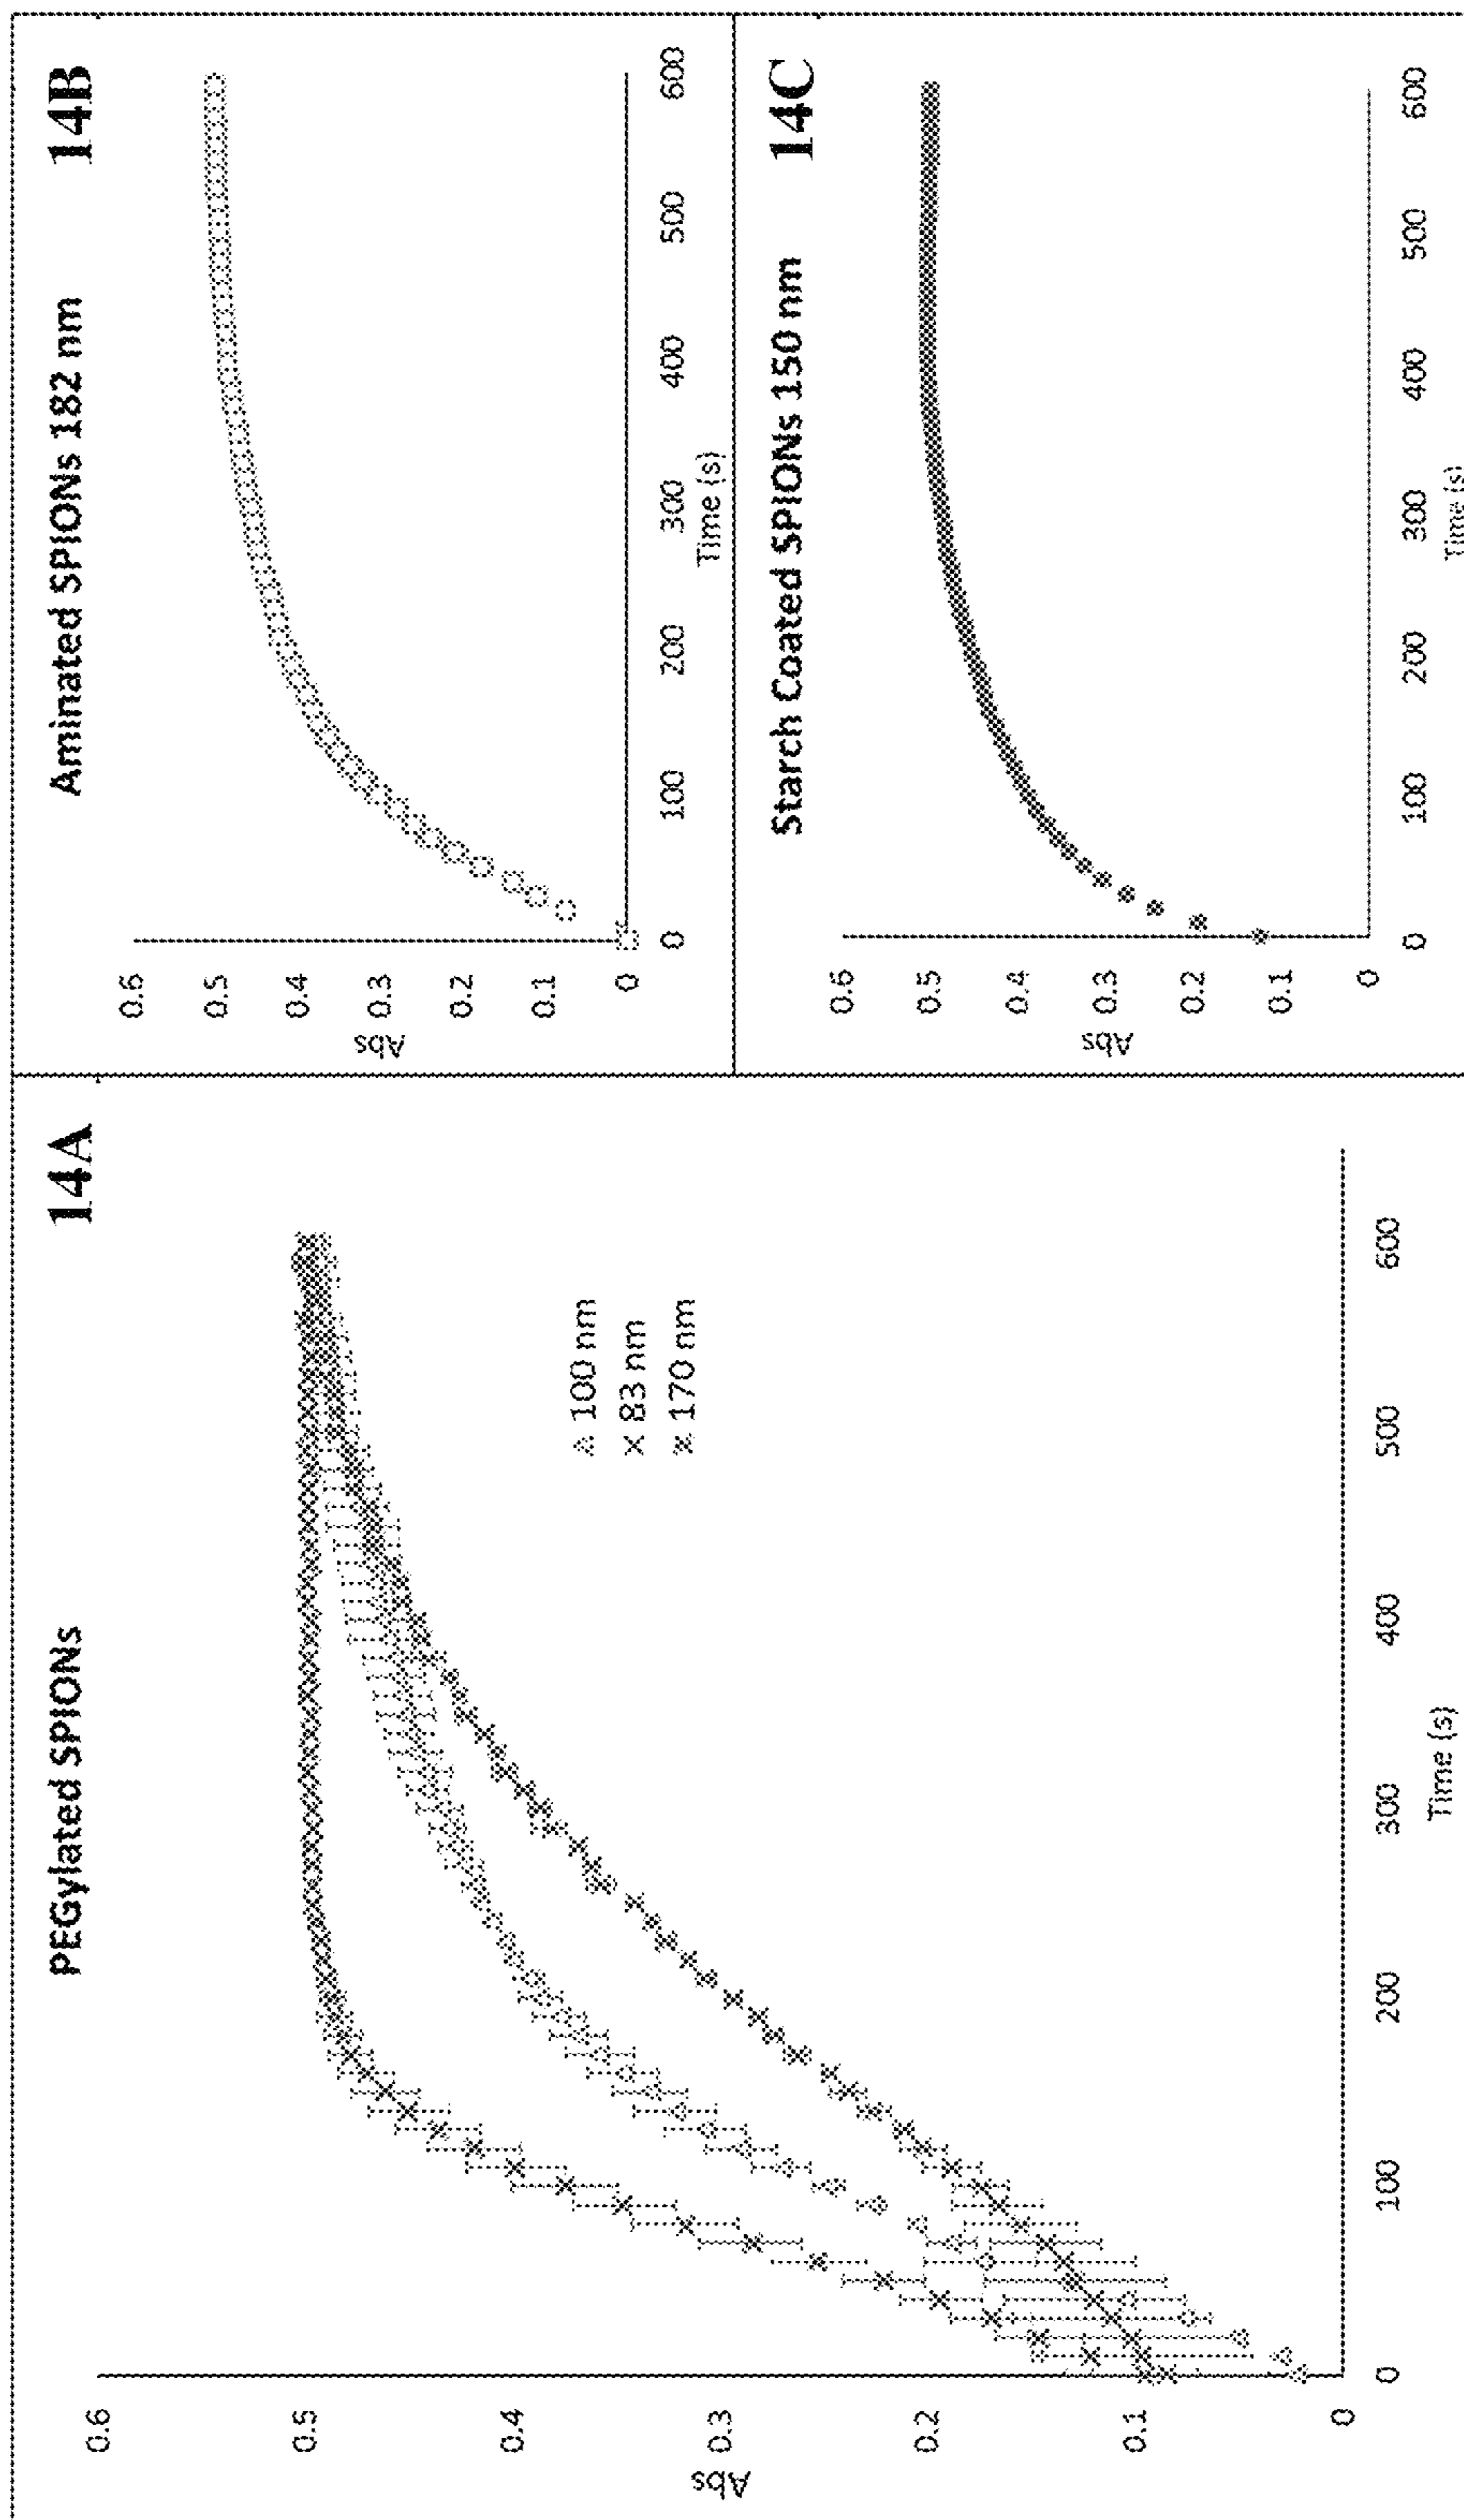 PEGylated SPIONs
14A
0.6
0.5
0.4
0.3
0.2
0.1
0
Abs
0
100
200
300
400
500
600
Time (s)
100 nm
83 nm
170 nm
Aminated SPIONs 182 nm
14B
0.6
0.5
0.4
0.3
0.2
0.1
0
Abs
0
100
200
300
400
500
600
Time (s)
Starch Coated SPIONs 150 nm
14C
0.6
0.5
0.4
0.3
0.2
0.1
0
Abs
0
100
200
300
400
500
600
Time (s)